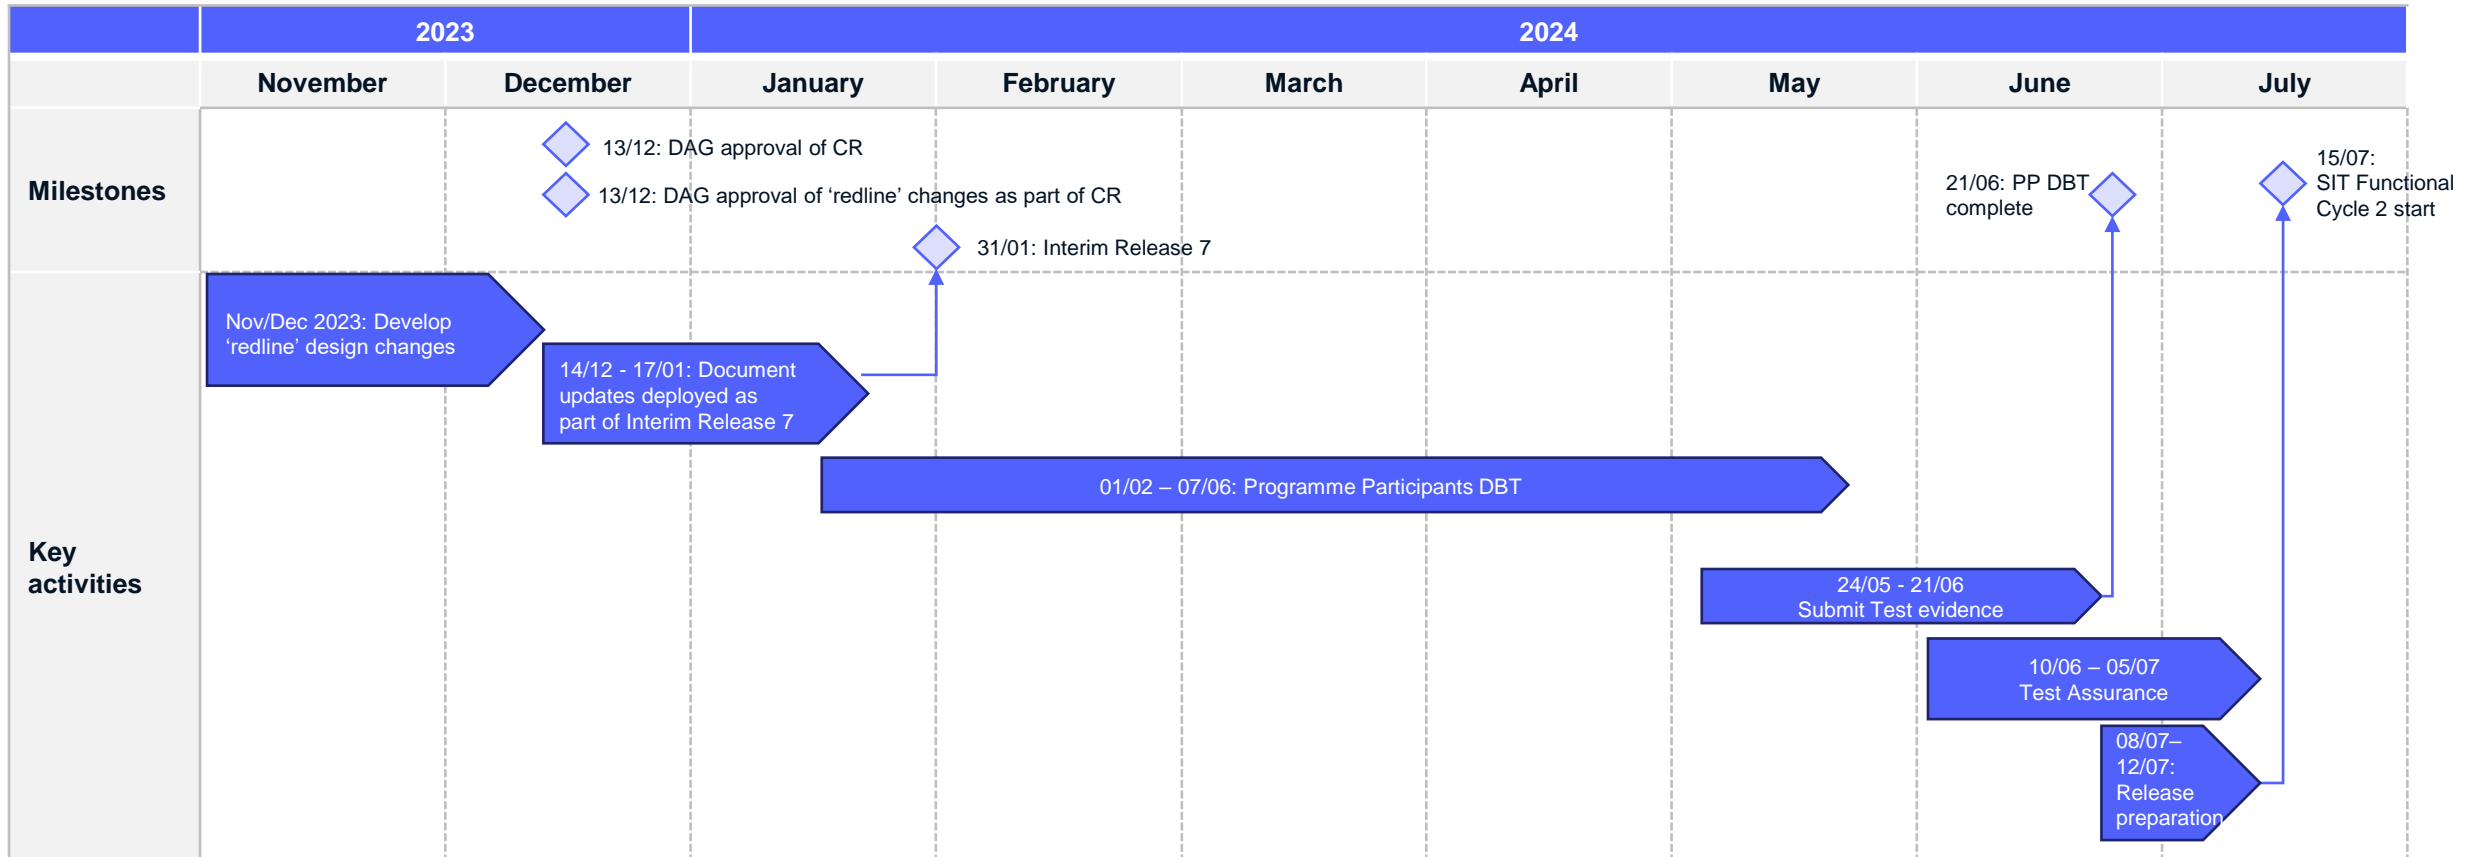 2023
2024
November
December
January
February
March
April
May
June
July
Milestones
13/12: DAG approval of CR
13/12: DAG approval of ‘redline’ changes as part of CR
31/01: Interim Release 7
21/06: PP DBT
complete
15/07:
SIT Functional
Cycle 2 start
Key
activities
Nov/Dec 2023: Develop
‘redline’ design changes
14/12 - 17/01: Document
updates deployed as
part of Interim Release 7
01/02 – 07/06: Programme Participants DBT
24/05 - 21/06
Submit Test evidence
10/06 – 05/07
Test Assurance
08/07–
12/07:
Release
preparation